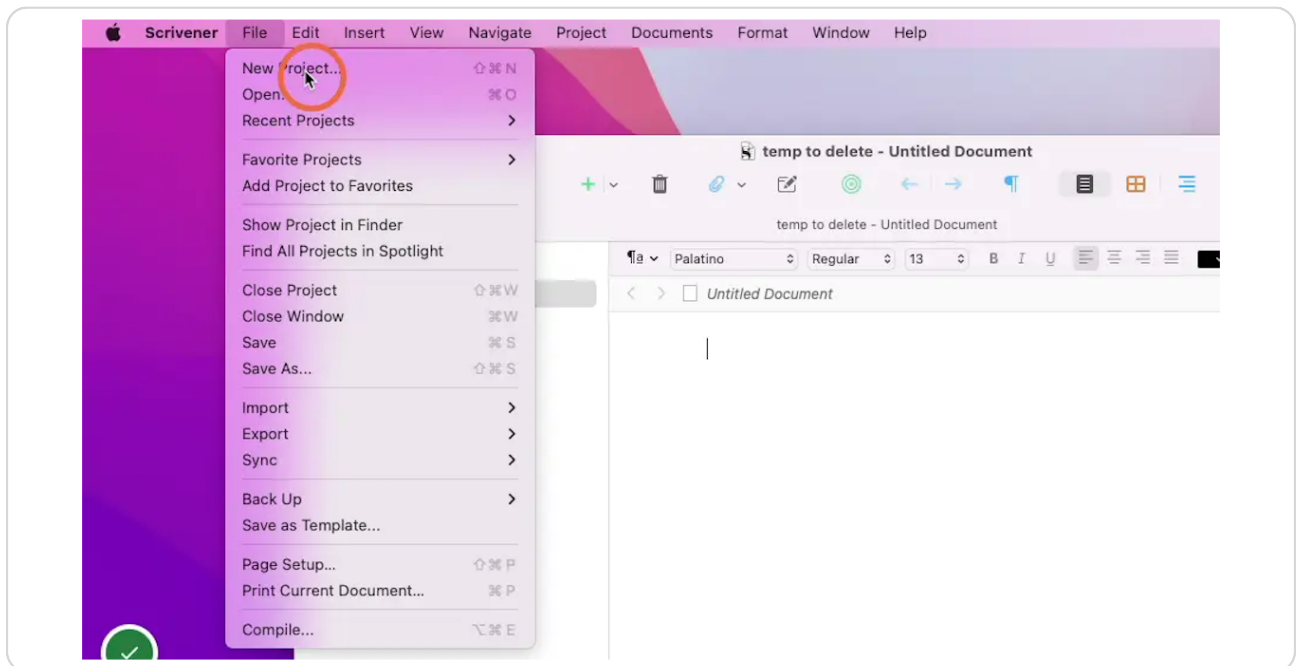 Scrivener File Edit Insert View Navigate Project Documents Format Window Help
New Project... ⇧⌘N
Open. ⌘O
Recent Projects
Favorite Projects
Add Project to Favorites
Show Project in Finder
Find All Projects in Spotlight
Close Project ⇧⌘W
Close Window ⌘W
Save ⌘S
Save As... ⇧⌘S
Import
Export
Sync
Back Up
Save as Template...
Page Setup... ⇧⌘P
Print Current Document... ⌘P
Compile... ⌥⌘E
temp to delete - Untitled Document
temp to delete - Untitled Document
¶a Palatino Regular 13 B I U
Untitled Document